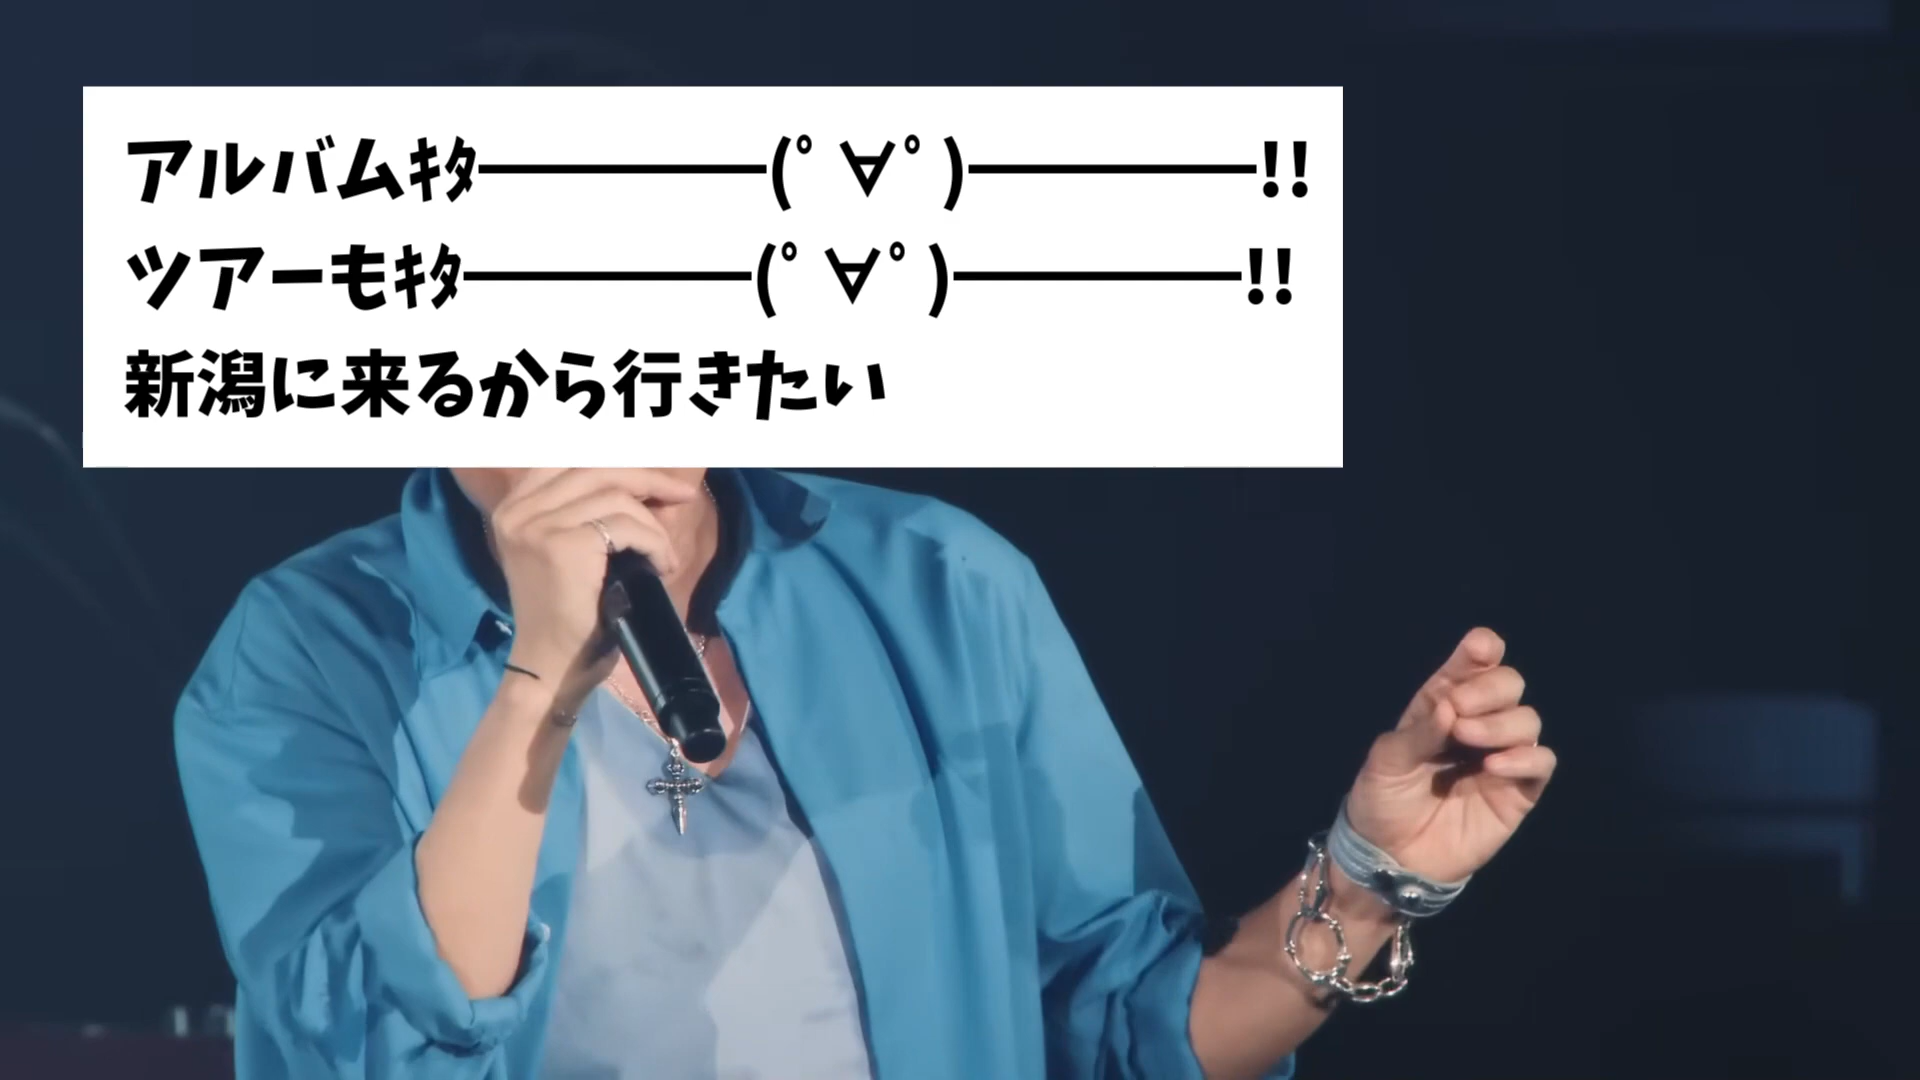 アルバムｷﾀ━━━━(ﾟ∀ﾟ)━━━━!!
ツアーもｷﾀ━━━━(ﾟ∀ﾟ)━━━━!!
新潟に来るから行きたい